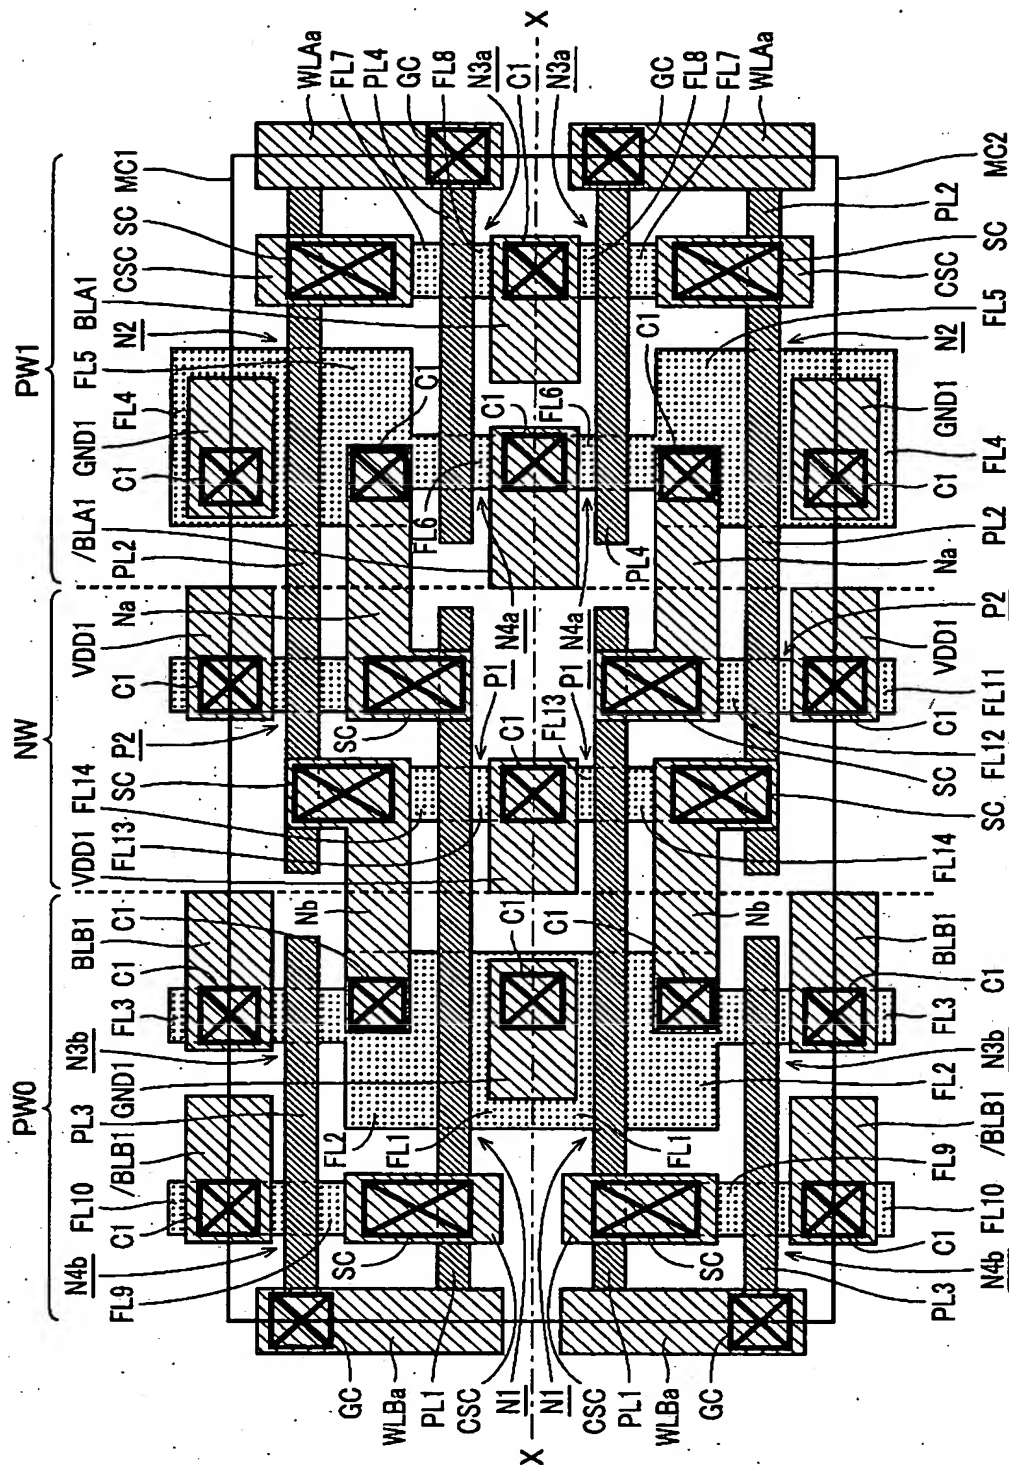 PW1
NW
PW0
MC1
SC
CSC
BLA1
N2
FL5
FL4
GND1
C1
/BLA1
PL2
Na
VDD1
C1
P2
SC
FL14
FL13
VDD1
C1
BLB1
C1
FL3
N3b
GND1
PL3
/BLB1
FL10
C1
N4b
FL9
WLAa
FL7
PL4
GC
FL8
N3a
C1
N3a
X
GC
FL8
FL7
WLAa
C1
C1
C1
FL6
FL6
PL4
N4a
N4a
P1
P1
SC
C1
FL13
Nb
Nb
C1
C1
FL2
FL1
FL1
SC
SC
GC
WLBa
PL1
CSC
N1
X
N1
CSC
PL1
WLBa
GC
MC2
PL2
SC
CSC
FL5
N2
GND1
FL4
C1
PL2
Na
P2
VDD1
FL11
C1
FL12
SC
SC
FL14
BLB1
C1
FL3
N3b
FL2
/BLB1
FL9
FL10
C1
N4b
PL3